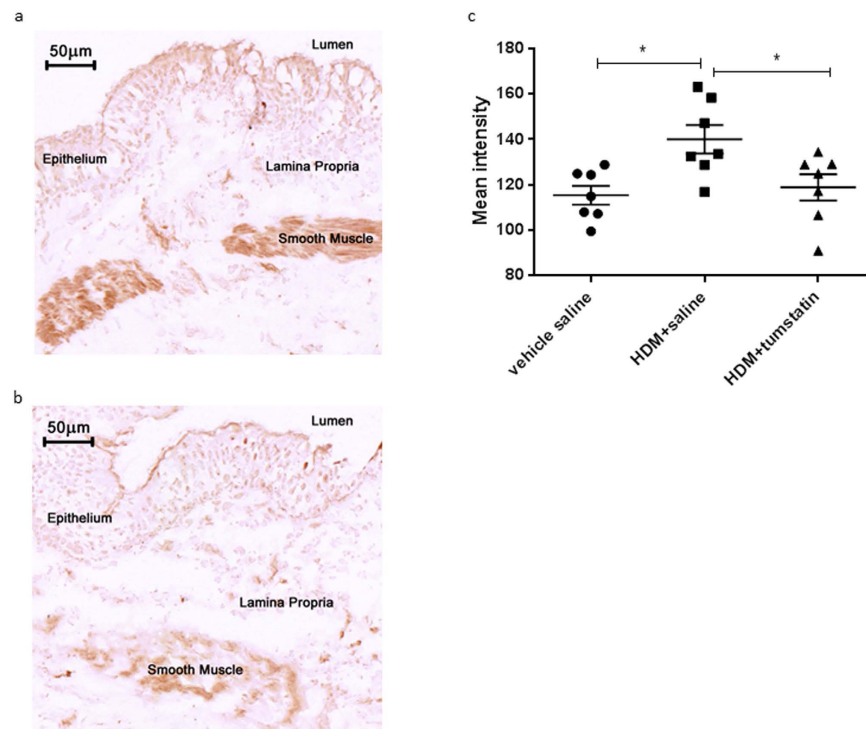 a
50μm
Lumen
Epithelium
Lamina Propria
Smooth Muscle
b
50μm
Lumen
Epithelium
Lamina Propria
Smooth Muscle
c
180
160
140
120
100
80
Mean intensity
*
*
vehicle saline
HDM+saline
HDM+tumstatin